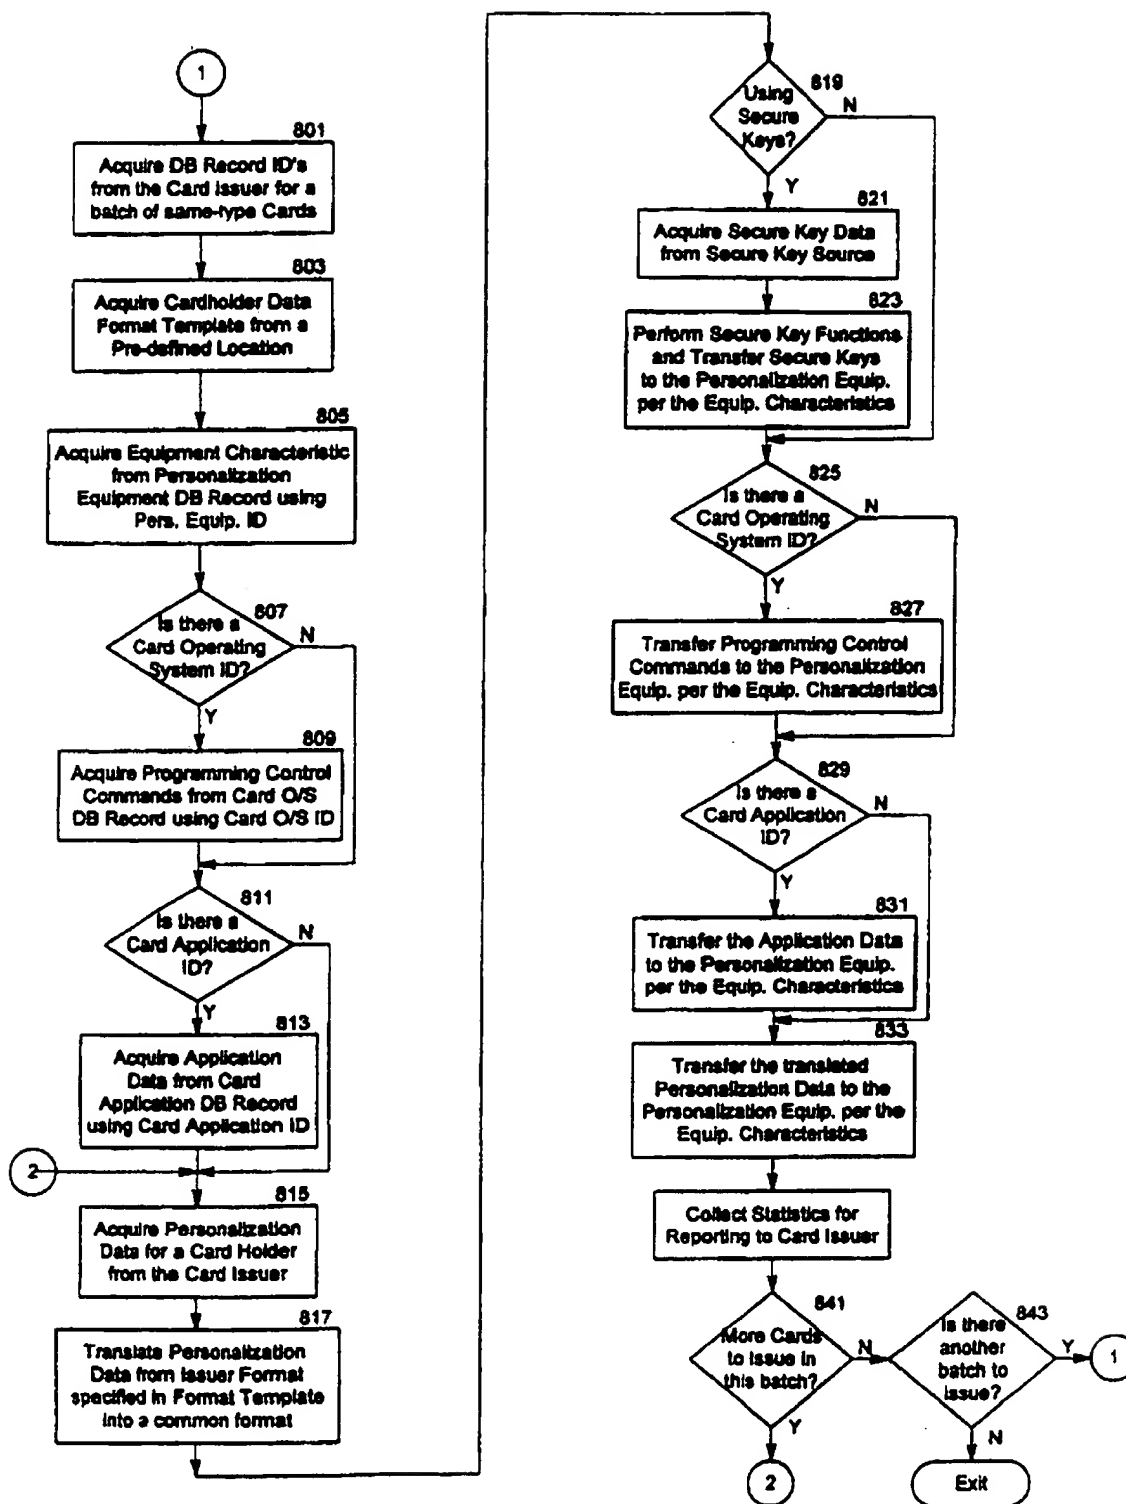 1
801
Acquire DB Record ID's
from the Card Issuer for a
batch of same-type Cards
803
Acquire Cardholder Data
Format Template from a
Pre-defined Location
805
Acquire Equipment Characteristic
from Personalization
Equipment DB Record using
Pers. Equip. ID
807
Is there a
Card Operating
System ID?
N
Y
809
Acquire Programming Control
Commands from Card O/S
DB Record using Card O/S ID
811
Is there a
Card Application
ID?
N
Y
813
Acquire Application
Data from Card
Application DB Record
using Card Application ID
2
815
Acquire Personalization
Data for a Card Holder
from the Card Issuer
817
Translate Personalization
Data from Issuer Format
specified in Format Template
into a common format
819
Using
Secure
Keys?
N
Y
821
Acquire Secure Key Data
from Secure Key Source
823
Perform Secure Key Functions
and Transfer Secure Keys
to the Personalization Equip.
per the Equip. Characteristics
825
Is there a
Card Operating
System ID?
N
Y
827
Transfer Programming Control
Commands to the Personalization
Equip. per the Equip. Characteristics
829
Is there a
Card Application
ID?
N
Y
831
Transfer the Application Data
to the Personalization Equip.
per the Equip. Characteristics
833
Transfer the translated
Personalization Data to the
Personalization Equip. per the
Equip. Characteristics
Collect Statistics for
Reporting to Card Issuer
841
More Cards
to issue in
this batch?
N
Y
2
843
Is there
another
batch to
issue?
Y
1
N
Exit